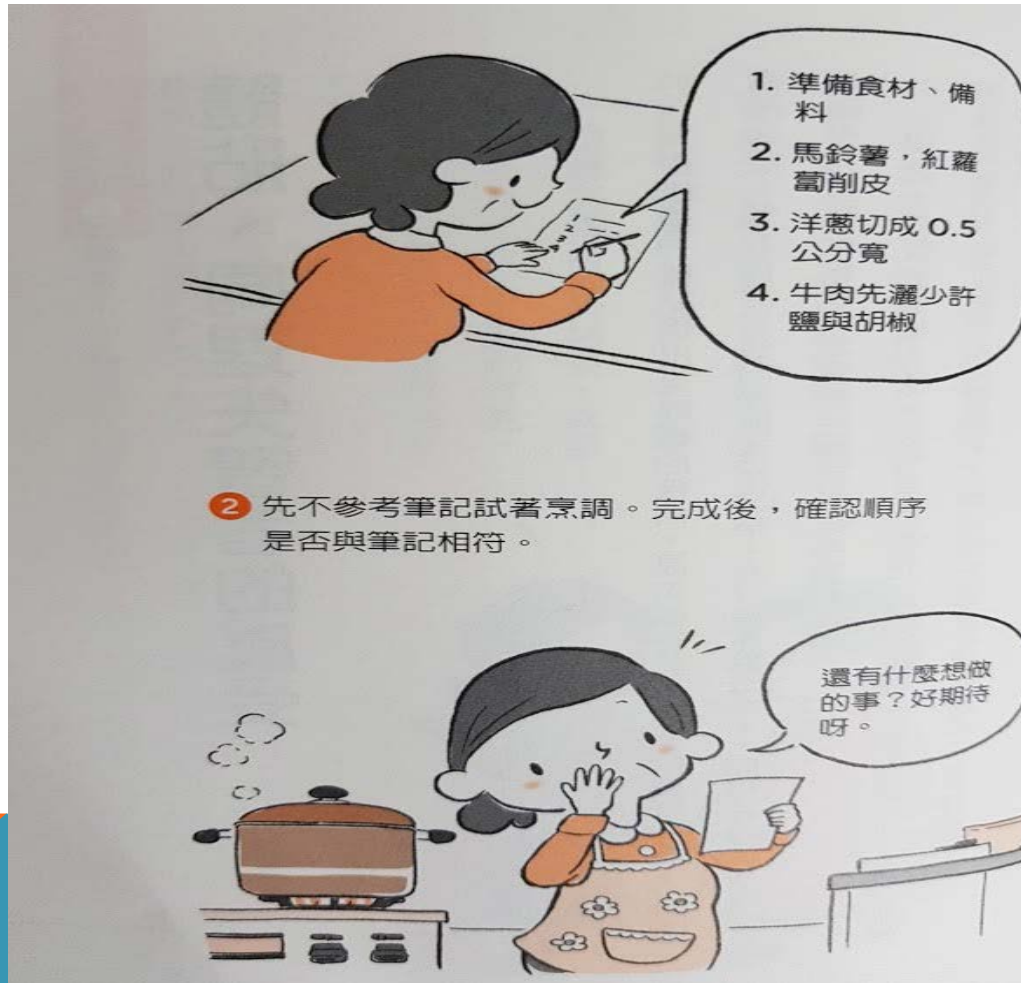 1. 準備食材、備
料
2. 馬鈴薯，紅蘿
蔔削皮
3. 洋蔥切成 0.5
公分寬
4. 牛肉先灑少許
鹽與胡椒
2 先不參考筆記試著烹調。完成後，確認順序
是否與筆記相符。
還有什麼想做
的事？好期待
呀。